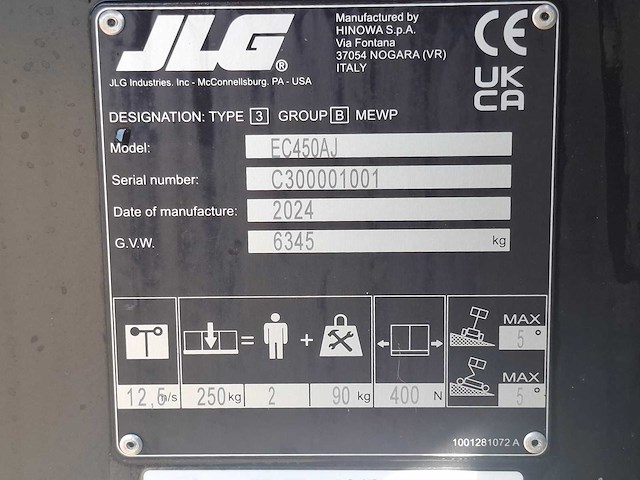 JLG®
JLG Industries. Inc - McConnellsburg. PA - USA
Manufactured by
HINOWA S.p.A.
Via Fontana
37054 NOGARA (VR)
ITALY
CE
UK
CA
DESIGNATION: TYPE 3 GROUP B MEWP
Model: EC450AJ
Serial number: C300001001
Date of manufacture: 2024
G.V.W. 6345 kg
= + MAX
5°
MAX
12,5 m/s 250 kg 2 90 kg 400 N 5°
1001281072 A